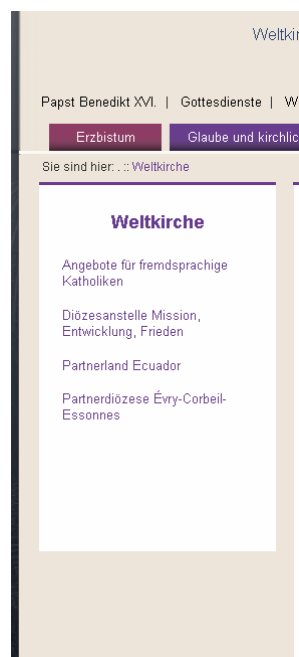 Weltki
Papst Benedikt XVI. | Gottesdienste | W
Erzbistum Glaube und kirchlic
Sie sind hier: . :: Weltkirche
Weltkirche
Angebote für fremdsprachige
Katholiken
Diözesanstelle Mission,
Entwicklung, Frieden
Partnerland Ecuador
Partnerdiözese Évry-Corbeil-
Essonnes